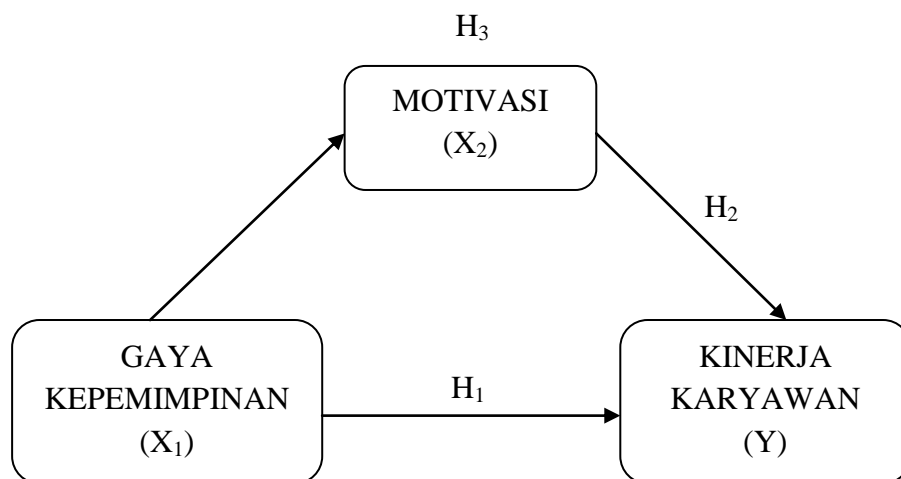 H₃
MOTIVASI
(X₂)
H₂
GAYA
KEPEMIMPINAN
(X₁)
H₁
KINERJA
KARYAWAN
(Y)